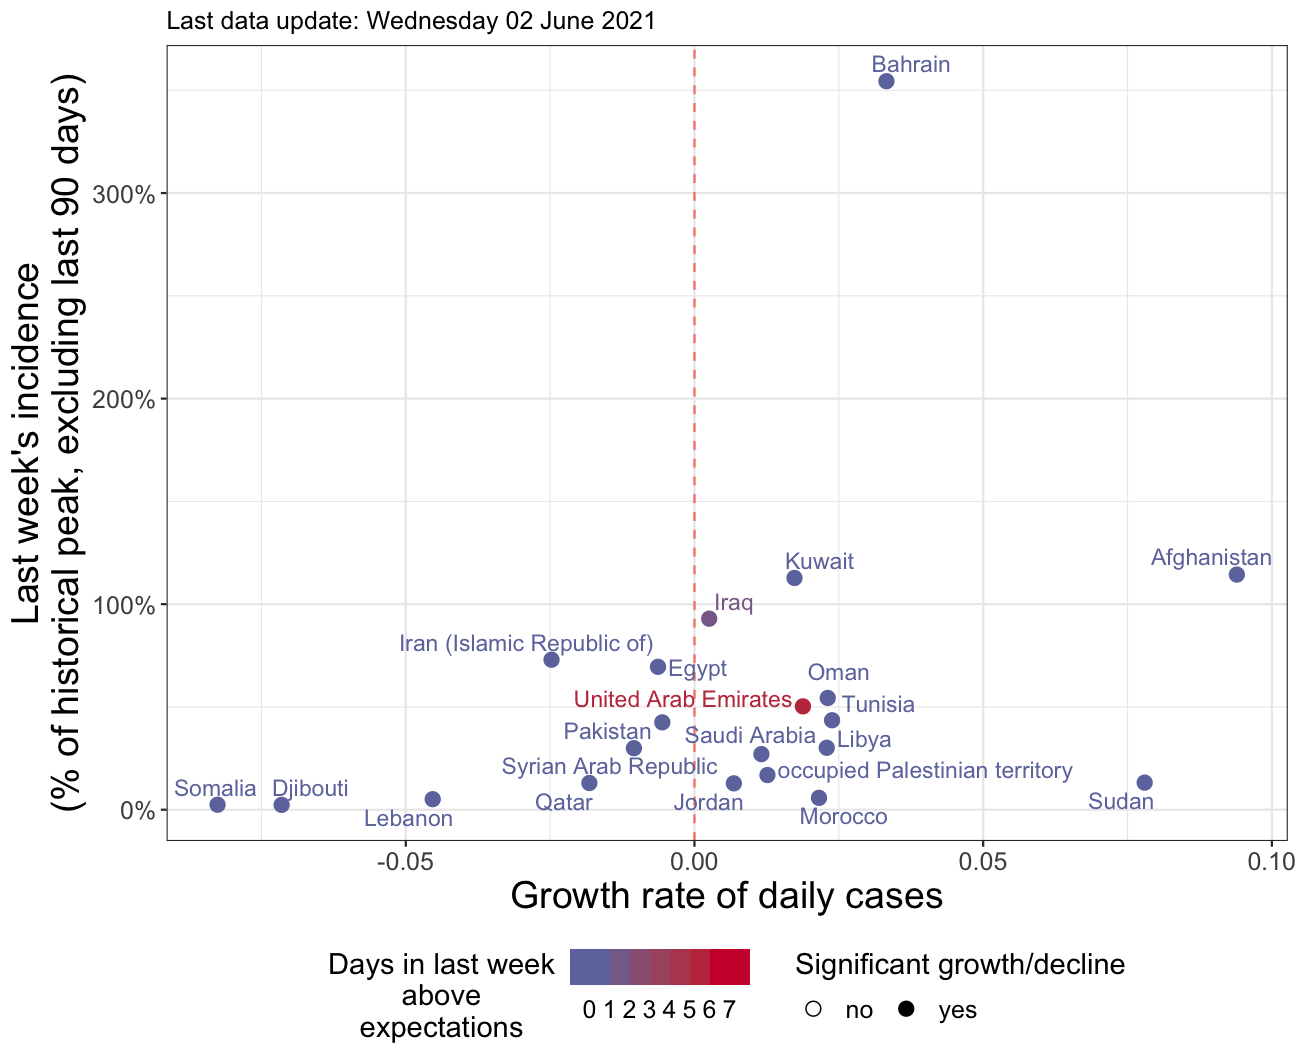 Last data update: Wednesday 02 June 2021
Last week's incidence
(% of historical peak, excluding last 90 days)
300%
200%
100%
0%
Bahrain
Afghanistan
Kuwait
Iraq
Iran (Islamic Republic of)
Egypt
Oman
United Arab Emirates
Tunisia
Pakistan
Saudi Arabia
Libya
Syrian Arab Republic
occupied Palestinian territory
Somalia
Djibouti
Lebanon
Qatar
Jordan
Morocco
Sudan
-0.05
0.00
0.05
0.10
Growth rate of daily cases
Days in last week
above
expectations
0 1 2 3 4 5 6 7
Significant growth/decline
no
yes